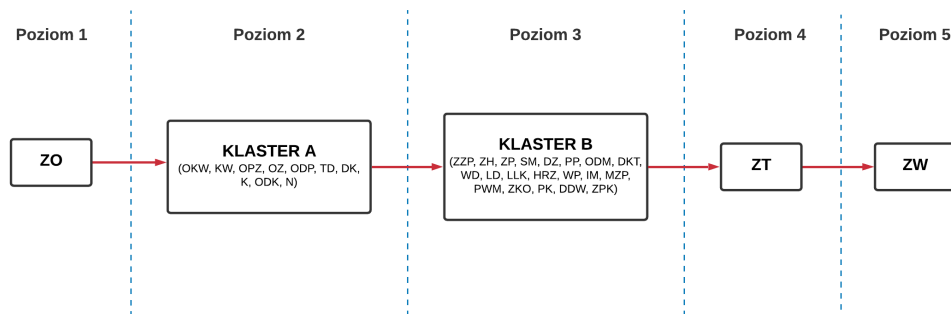 Poziom 1
Poziom 2
Poziom 3
Poziom 4
Poziom 5
ZO
KLASTER A
(OKW, KW, OPZ, OZ, ODP, TD, DK,
K, ODK, N)
KLASTER B
(ZZP, ZH, ZP, SM, DZ, PP, ODM, DKT,
WD, LD, LLK, HRZ, WP, IM, MZP,
PWM, ZKO, PK, DDW, ZPK)
ZT
ZW